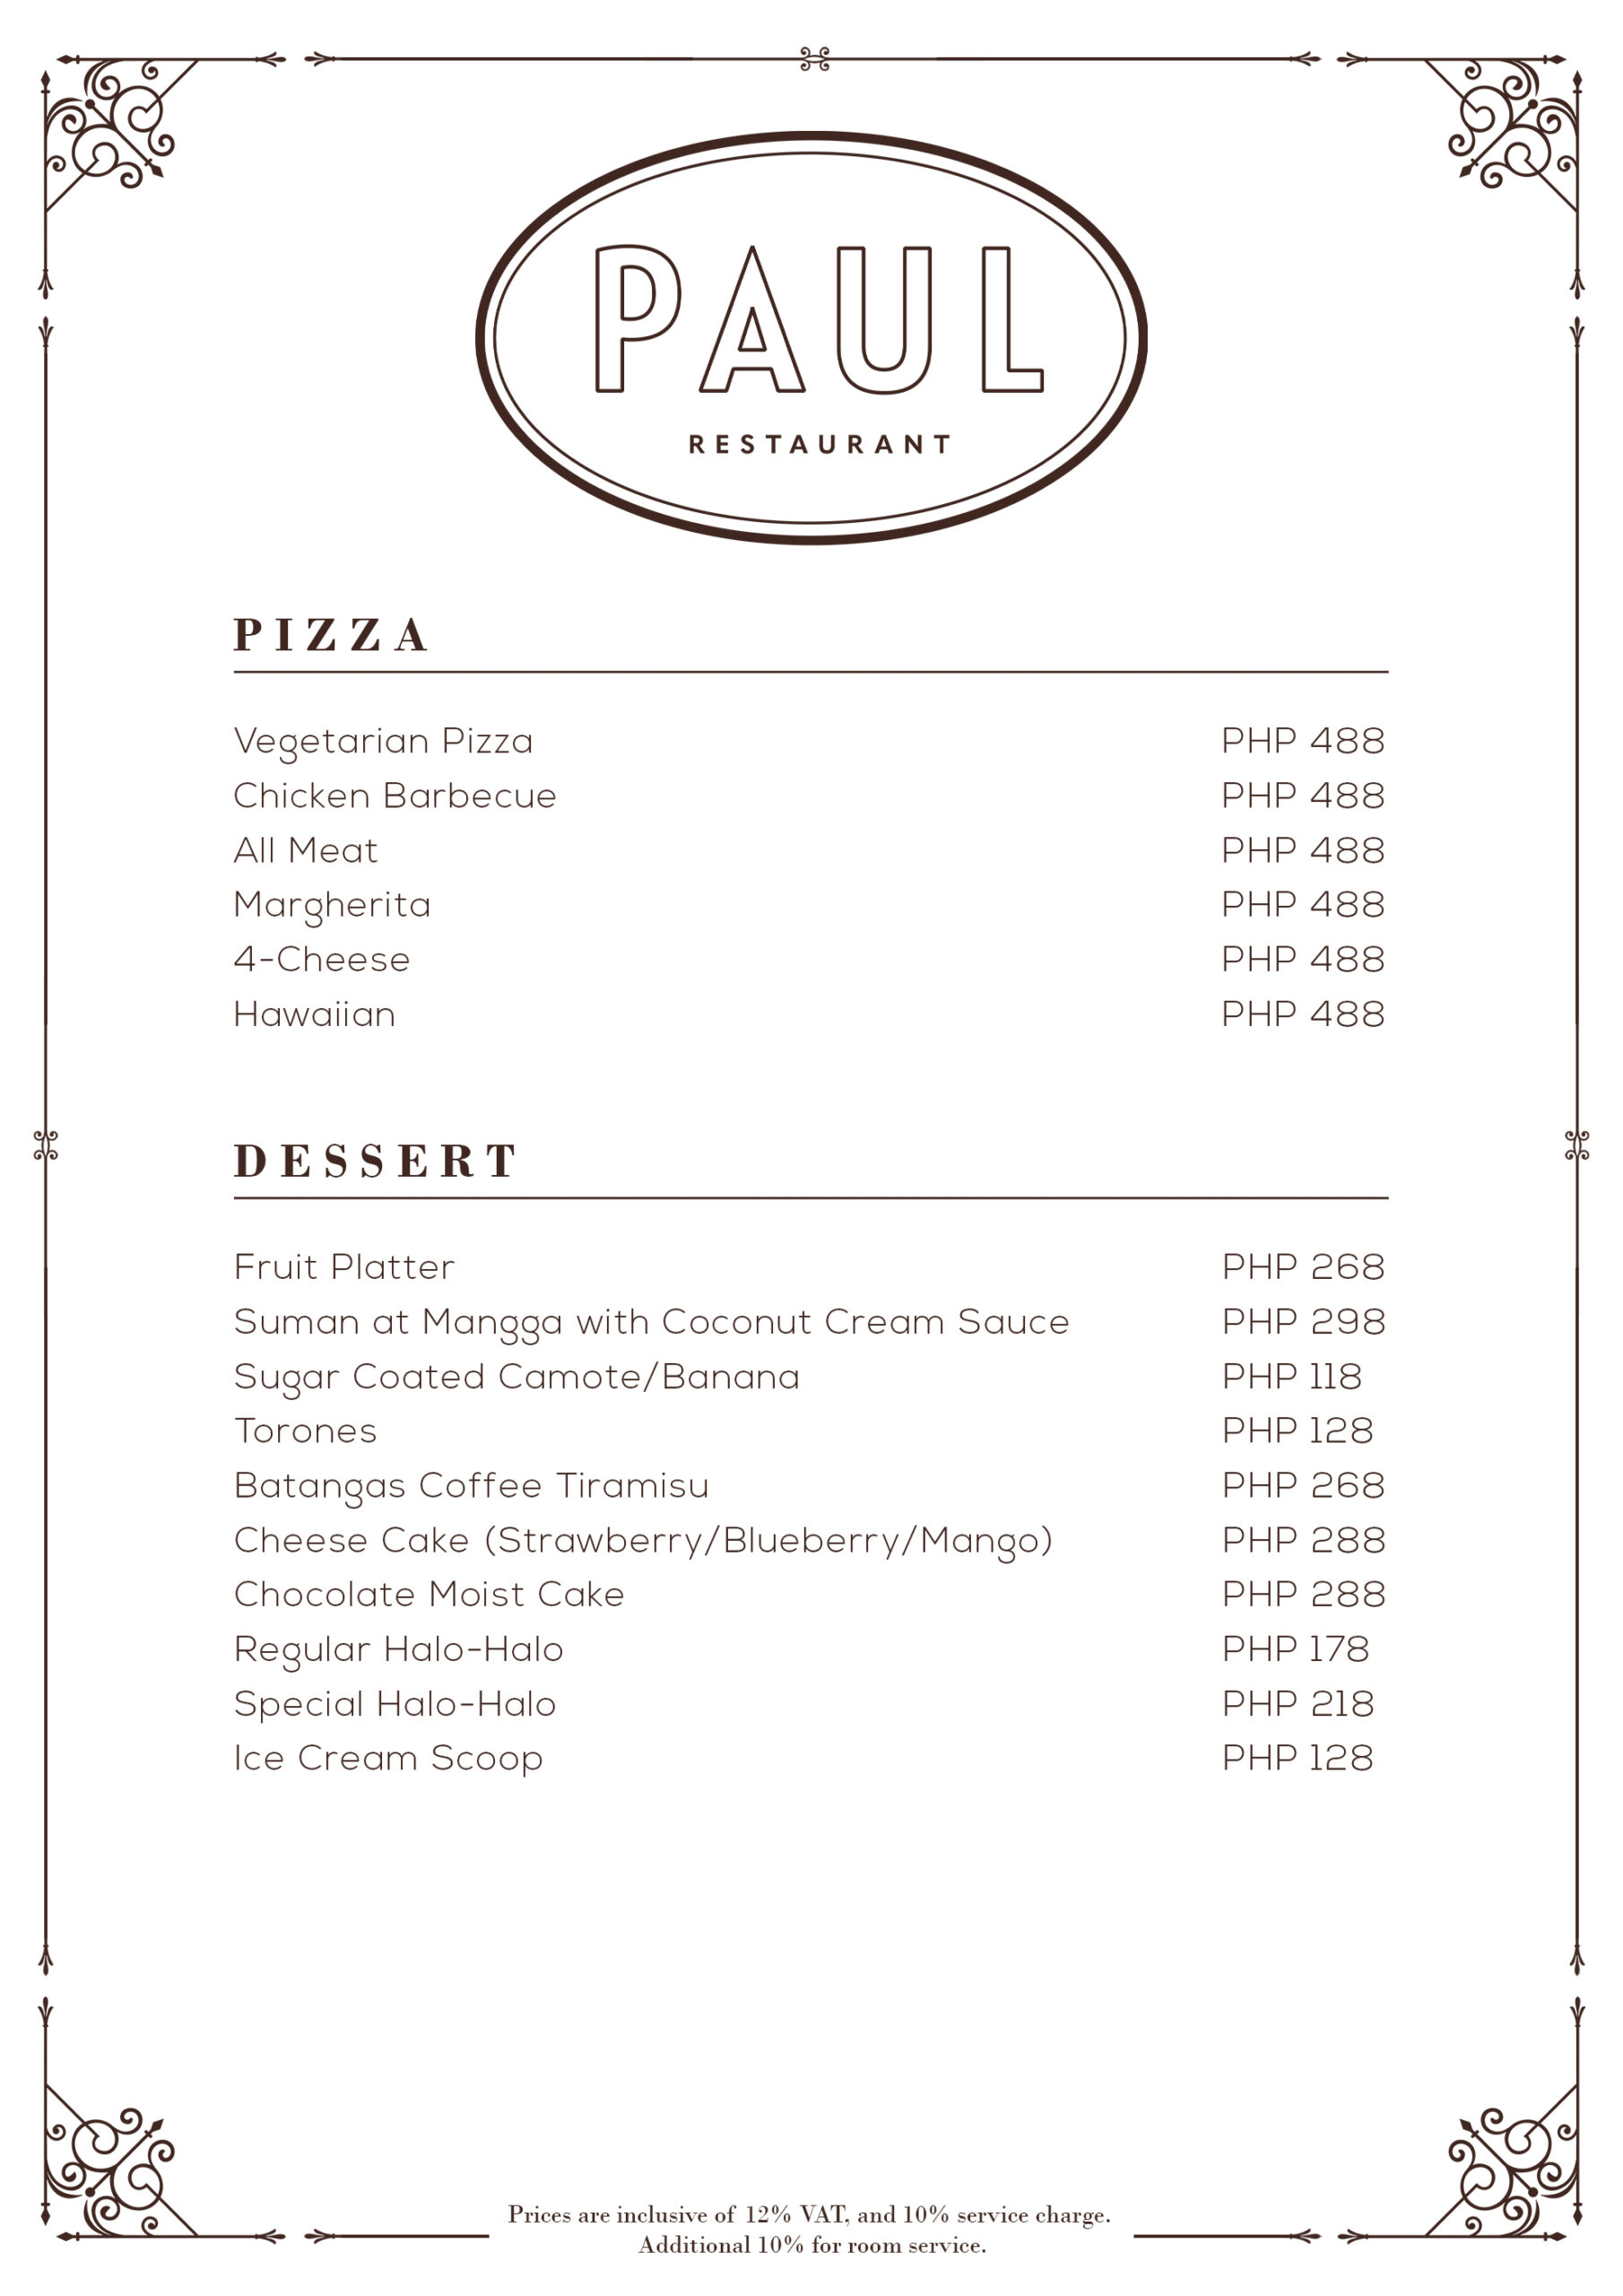 PAUL
RESTAURANT
PIZZA
Vegetarian Pizza PHP 488
Chicken Barbecue PHP 488
All Meat PHP 488
Margherita PHP 488
4-Cheese PHP 488
Hawaiian PHP 488
DESSERT
Fruit Platter PHP 268
Suman at Mangga with Coconut Cream Sauce PHP 298
Sugar Coated Camote/Banana PHP 118
Torones PHP 128
Batangas Coffee Tiramisu PHP 268
Cheese Cake (Strawberry/Blueberry/Mango) PHP 288
Chocolate Moist Cake PHP 288
Regular Halo-Halo PHP 178
Special Halo-Halo PHP 218
Ice Cream Scoop PHP 128
Prices are inclusive of 12% VAT, and 10% service charge.
Additional 10% for room service.